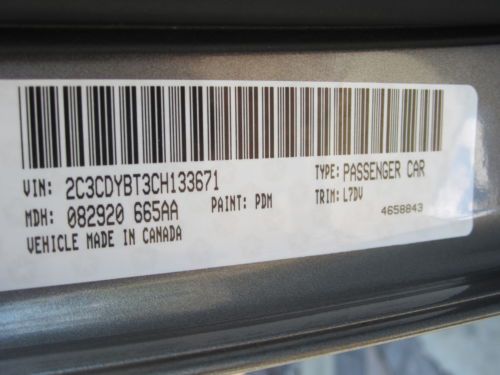 VIN: 2C3CDYBT3CH133671 TYPE: PASSENGER CAR
MDH: 082920 665AA PAINT: PDM TRIM: L7DV
VEHICLE MADE IN CANADA 4658843